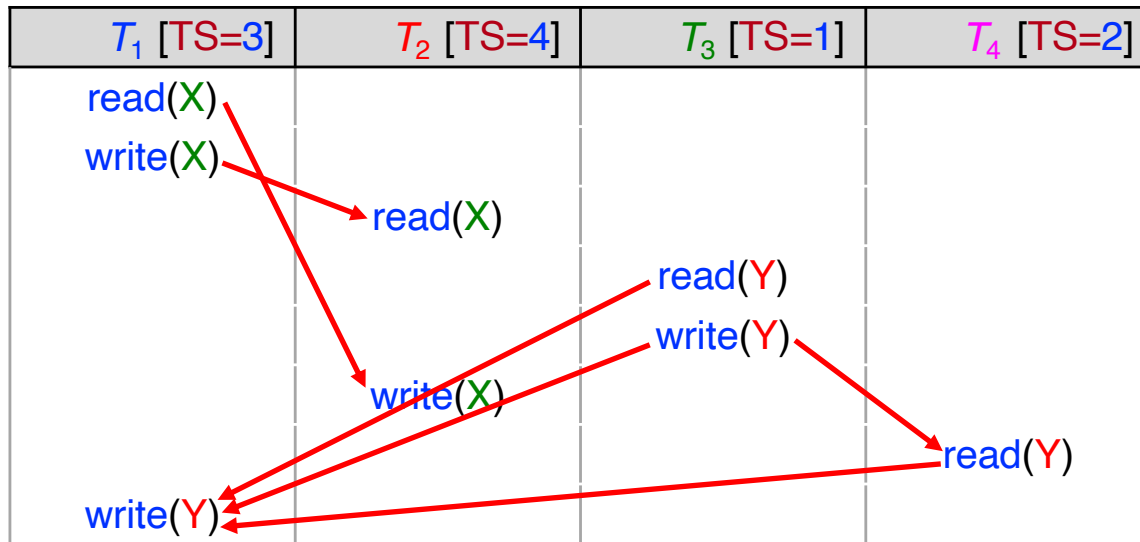 T1 [TS=3] T2 [TS=4] T3 [TS=1] T4 [TS=2]
read(X)
write(X)
read(X)
read(Y)
write(Y)
write(X)
read(Y)
write(Y)